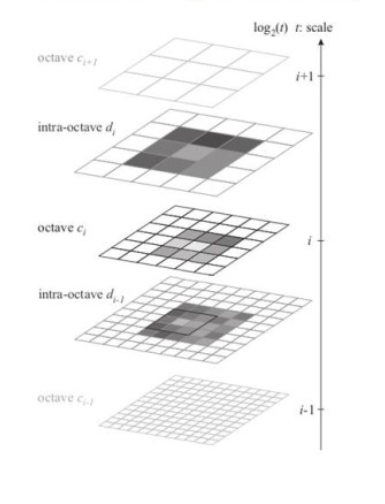 log₂(t) t: scale
octave cᵢ₊₁
i+1
intra-octave dᵢ
octave cᵢ
i
intra-octave dᵢ₋₁
octave cᵢ₋₁
i-1